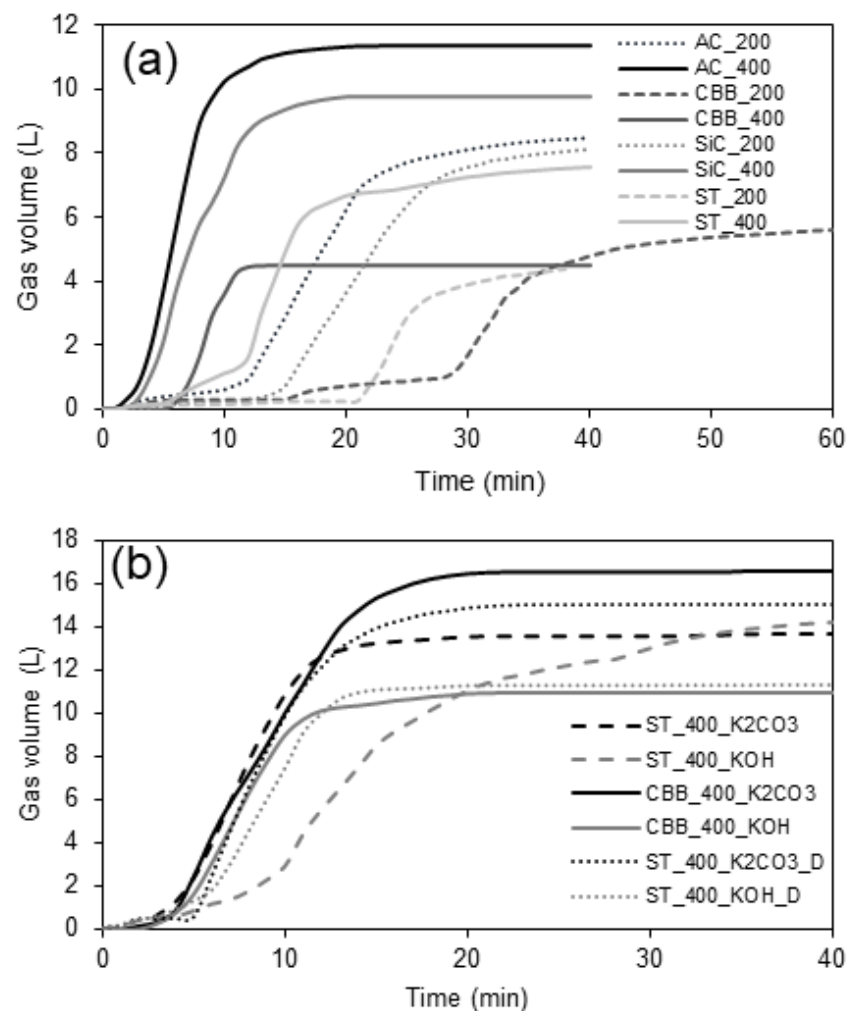 (a)
12
10
8
6
4
2
0
Gas volume (L)
AC_200
AC_400
CBB_200
CBB_400
SiC_200
SiC_400
ST_200
ST_400
0 10 20 30 40 50 60
Time (min)
(b)
18
16
14
12
10
8
6
4
2
0
Gas volume (L)
ST_400_K2CO3
ST_400_KOH
CBB_400_K2CO3
CBB_400_KOH
ST_400_K2CO3_D
ST_400_KOH_D
0 10 20 30 40
Time (min)